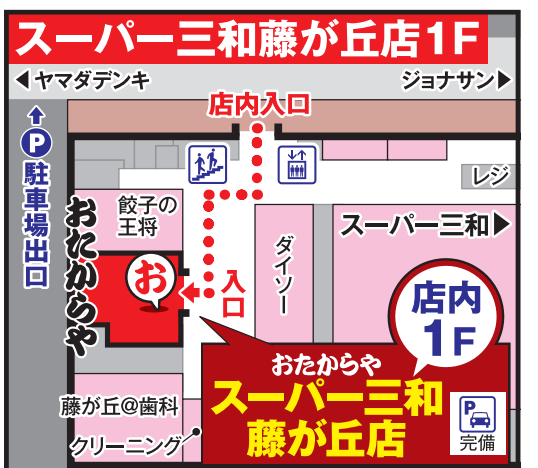 スーパー三和藤が丘店1F
◀ヤマダデンキ
ジョナサン▶
店内入口
P
駐車場出口
レジ
餃子の
王将
おたからや
お
入口
ダイソー
スーパー三和▶
店内
1F
おたからや
スーパー三和
藤が丘店
P
完備
藤が丘@歯科
クリーニング